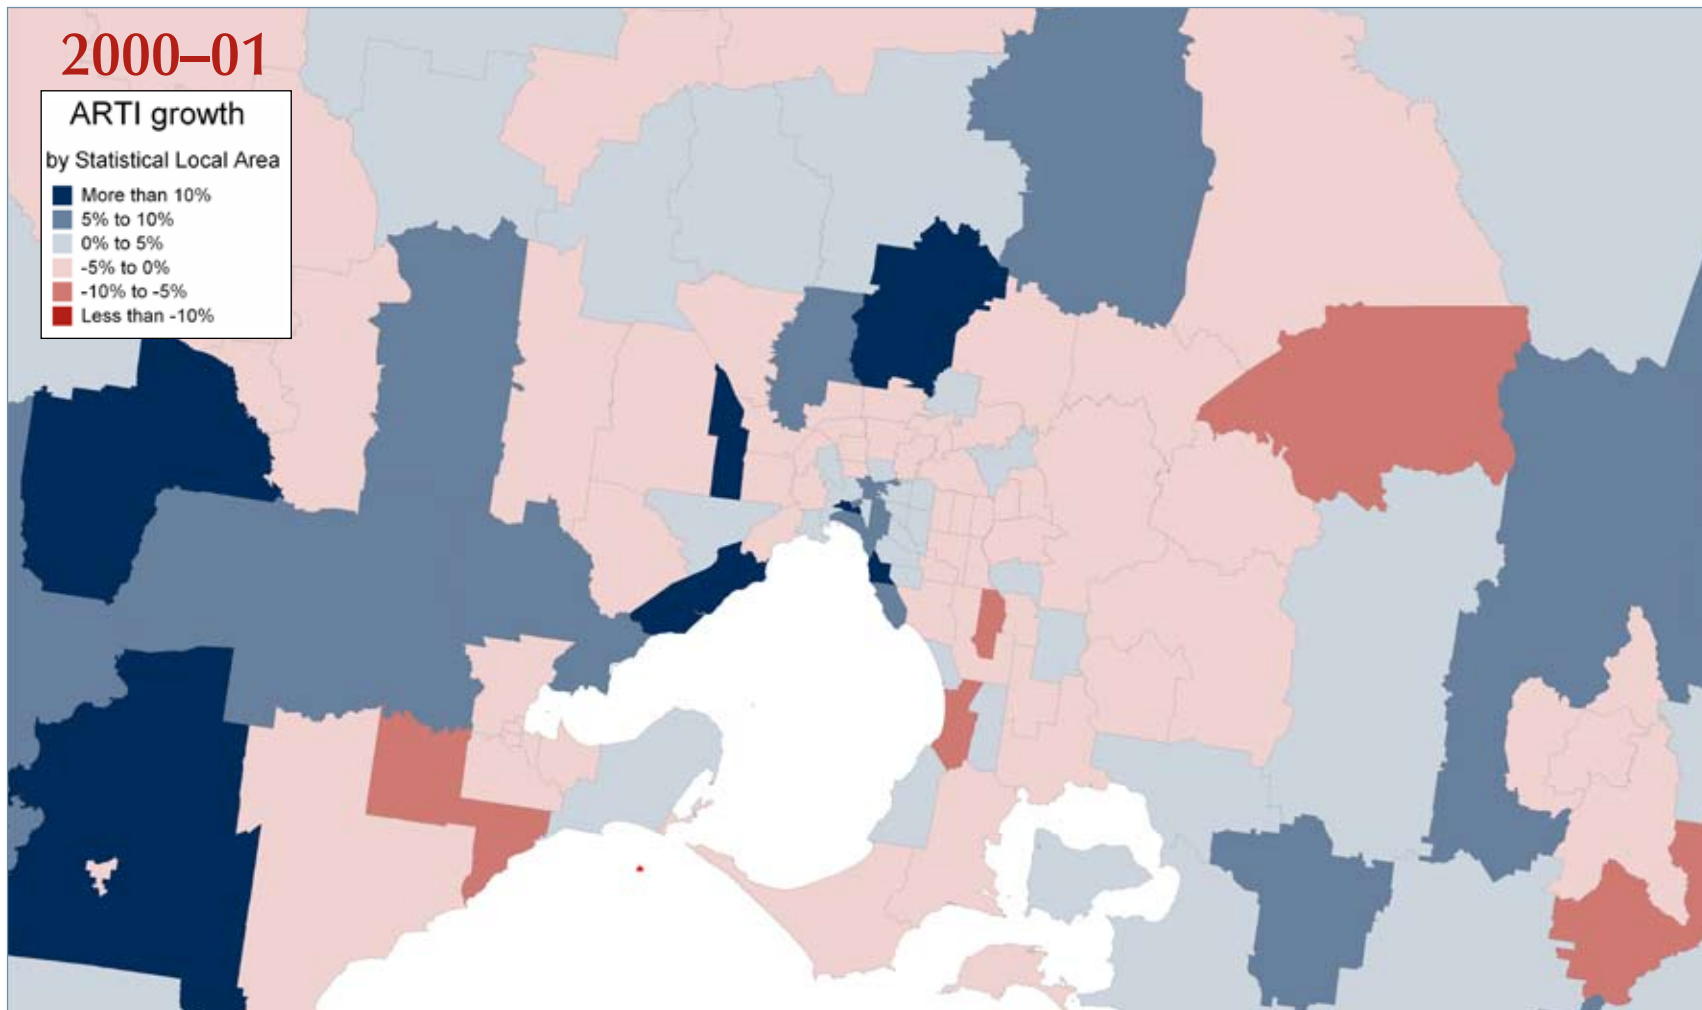 2000–01
ARTI growth
by Statistical Local Area
More than 10%
5% to 10%
0% to 5%
-5% to 0%
-10% to -5%
Less than -10%